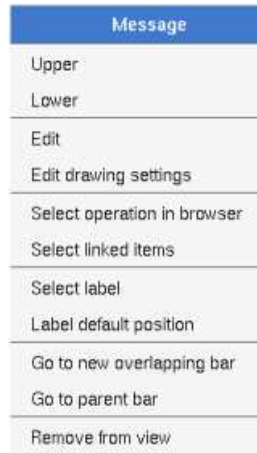 Message
Upper
Lower
Edit
Edit drawing settings
Select operation in browser
Select linked items
Select label
Label default position
Go to new overlapping bar
Go to parent bar
Remove from view